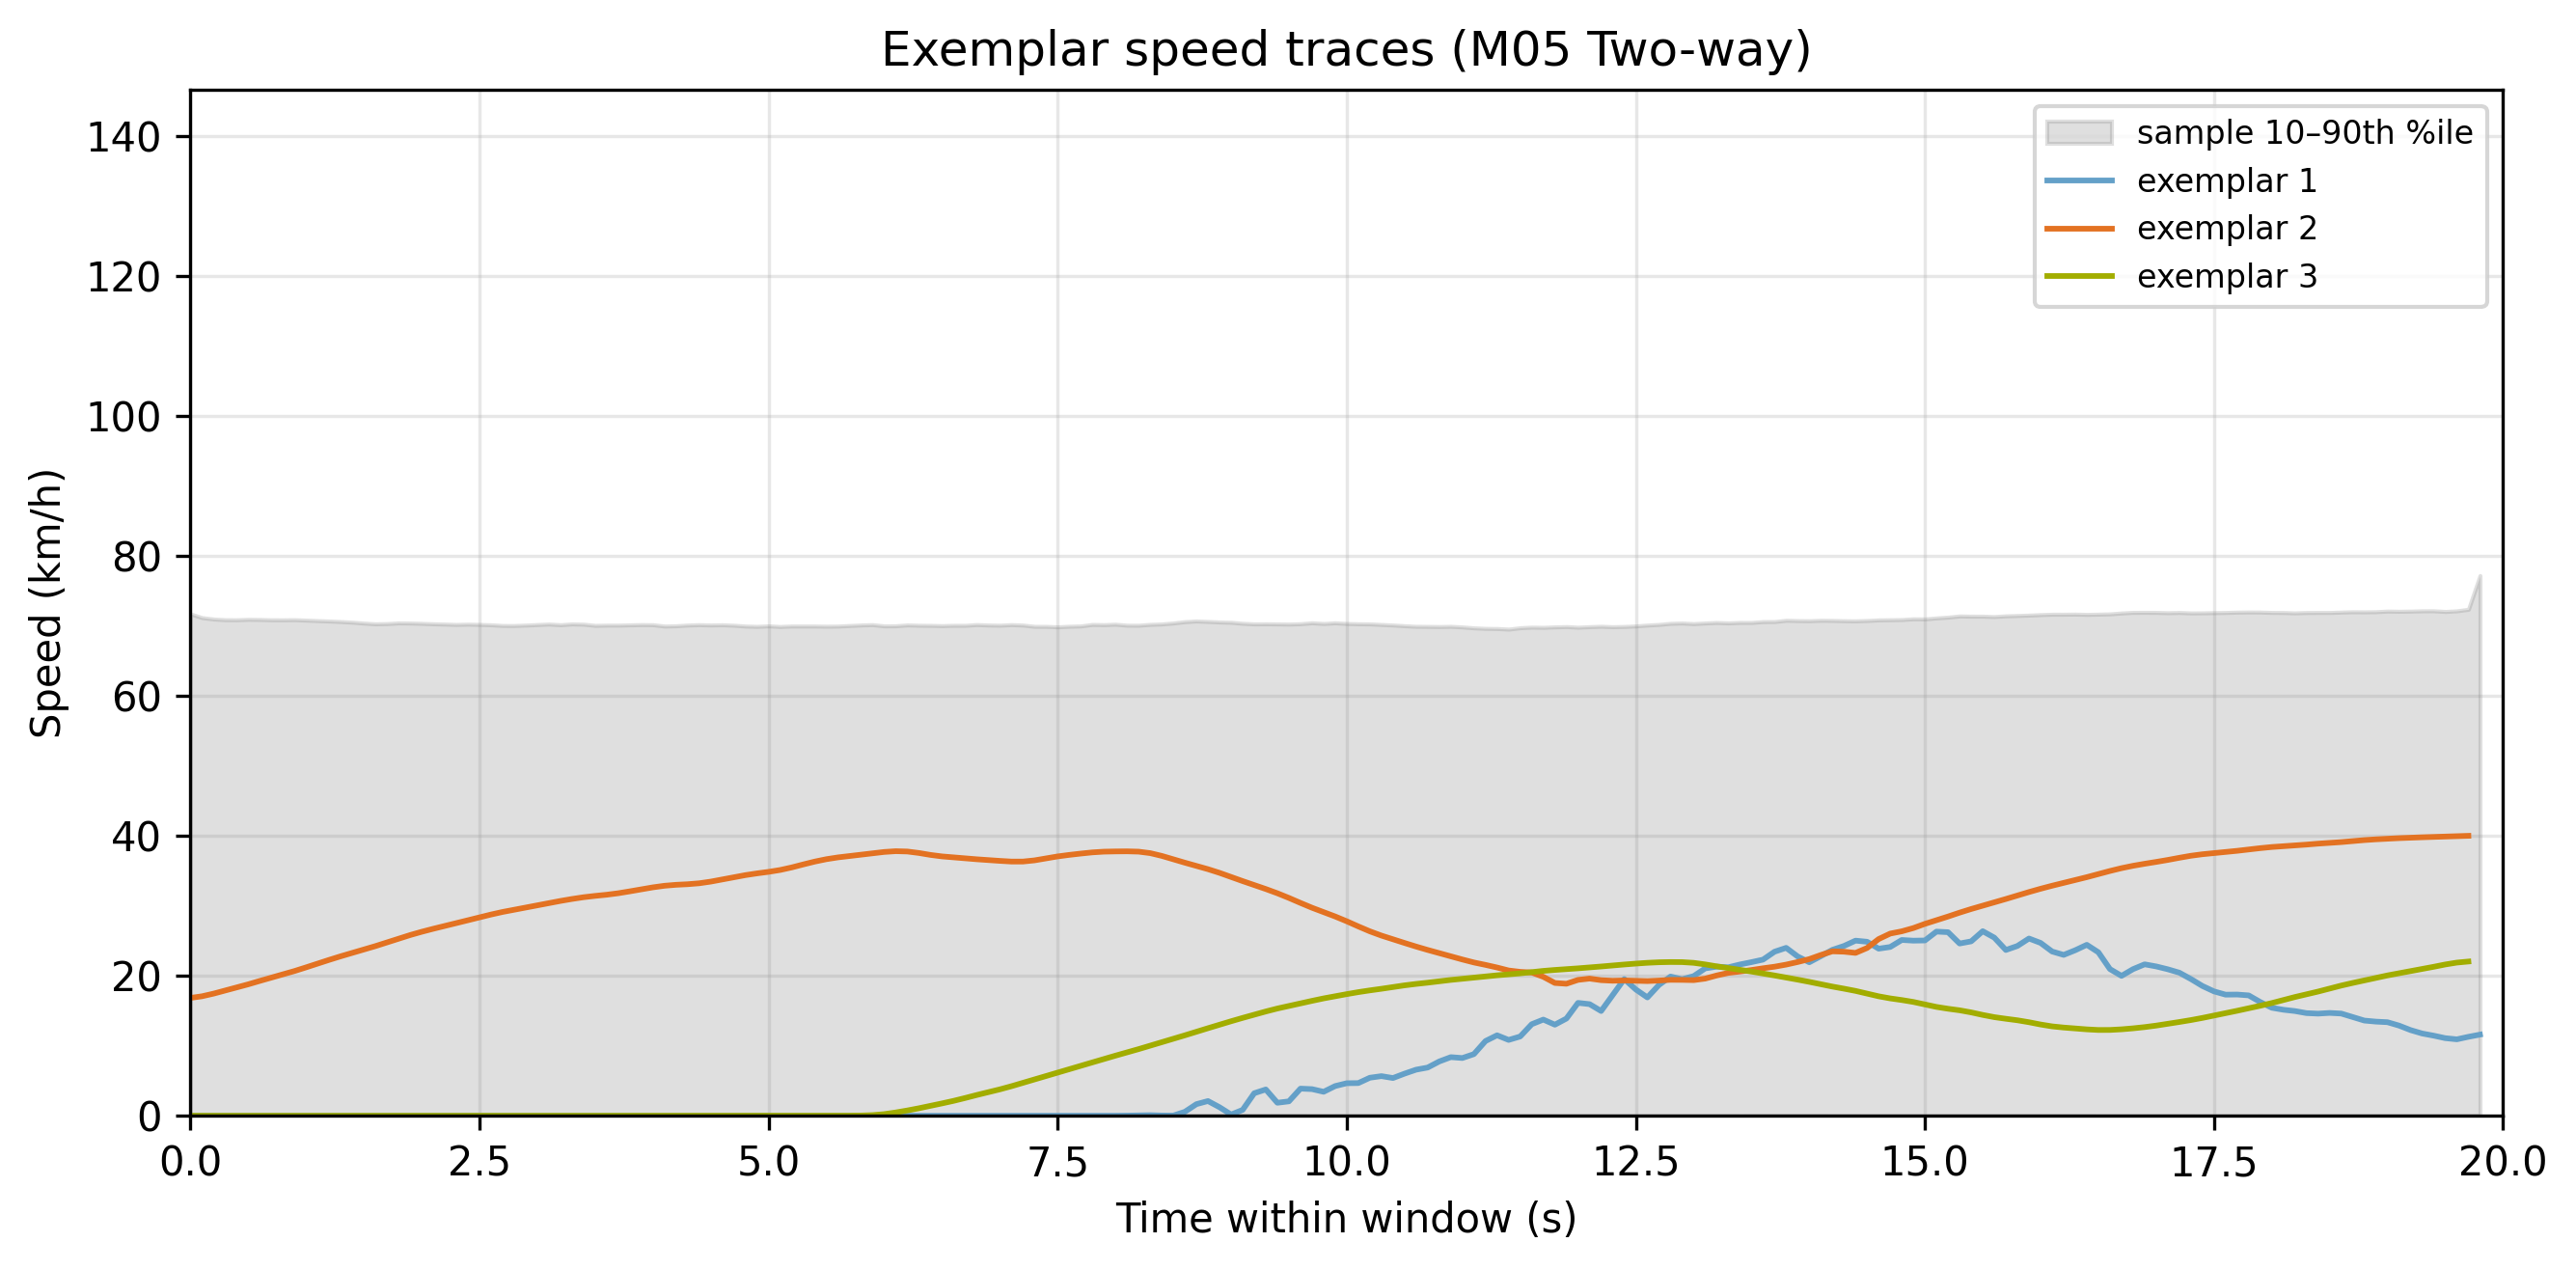 Exemplar speed traces (M05 Two-way)
140
120
100
80
60
40
20
0
Speed (km/h)
sample 10–90th %ile
exemplar 1
exemplar 2
exemplar 3
0.0 2.5 5.0 7.5 10.0 12.5 15.0 17.5 20.0
Time within window (s)